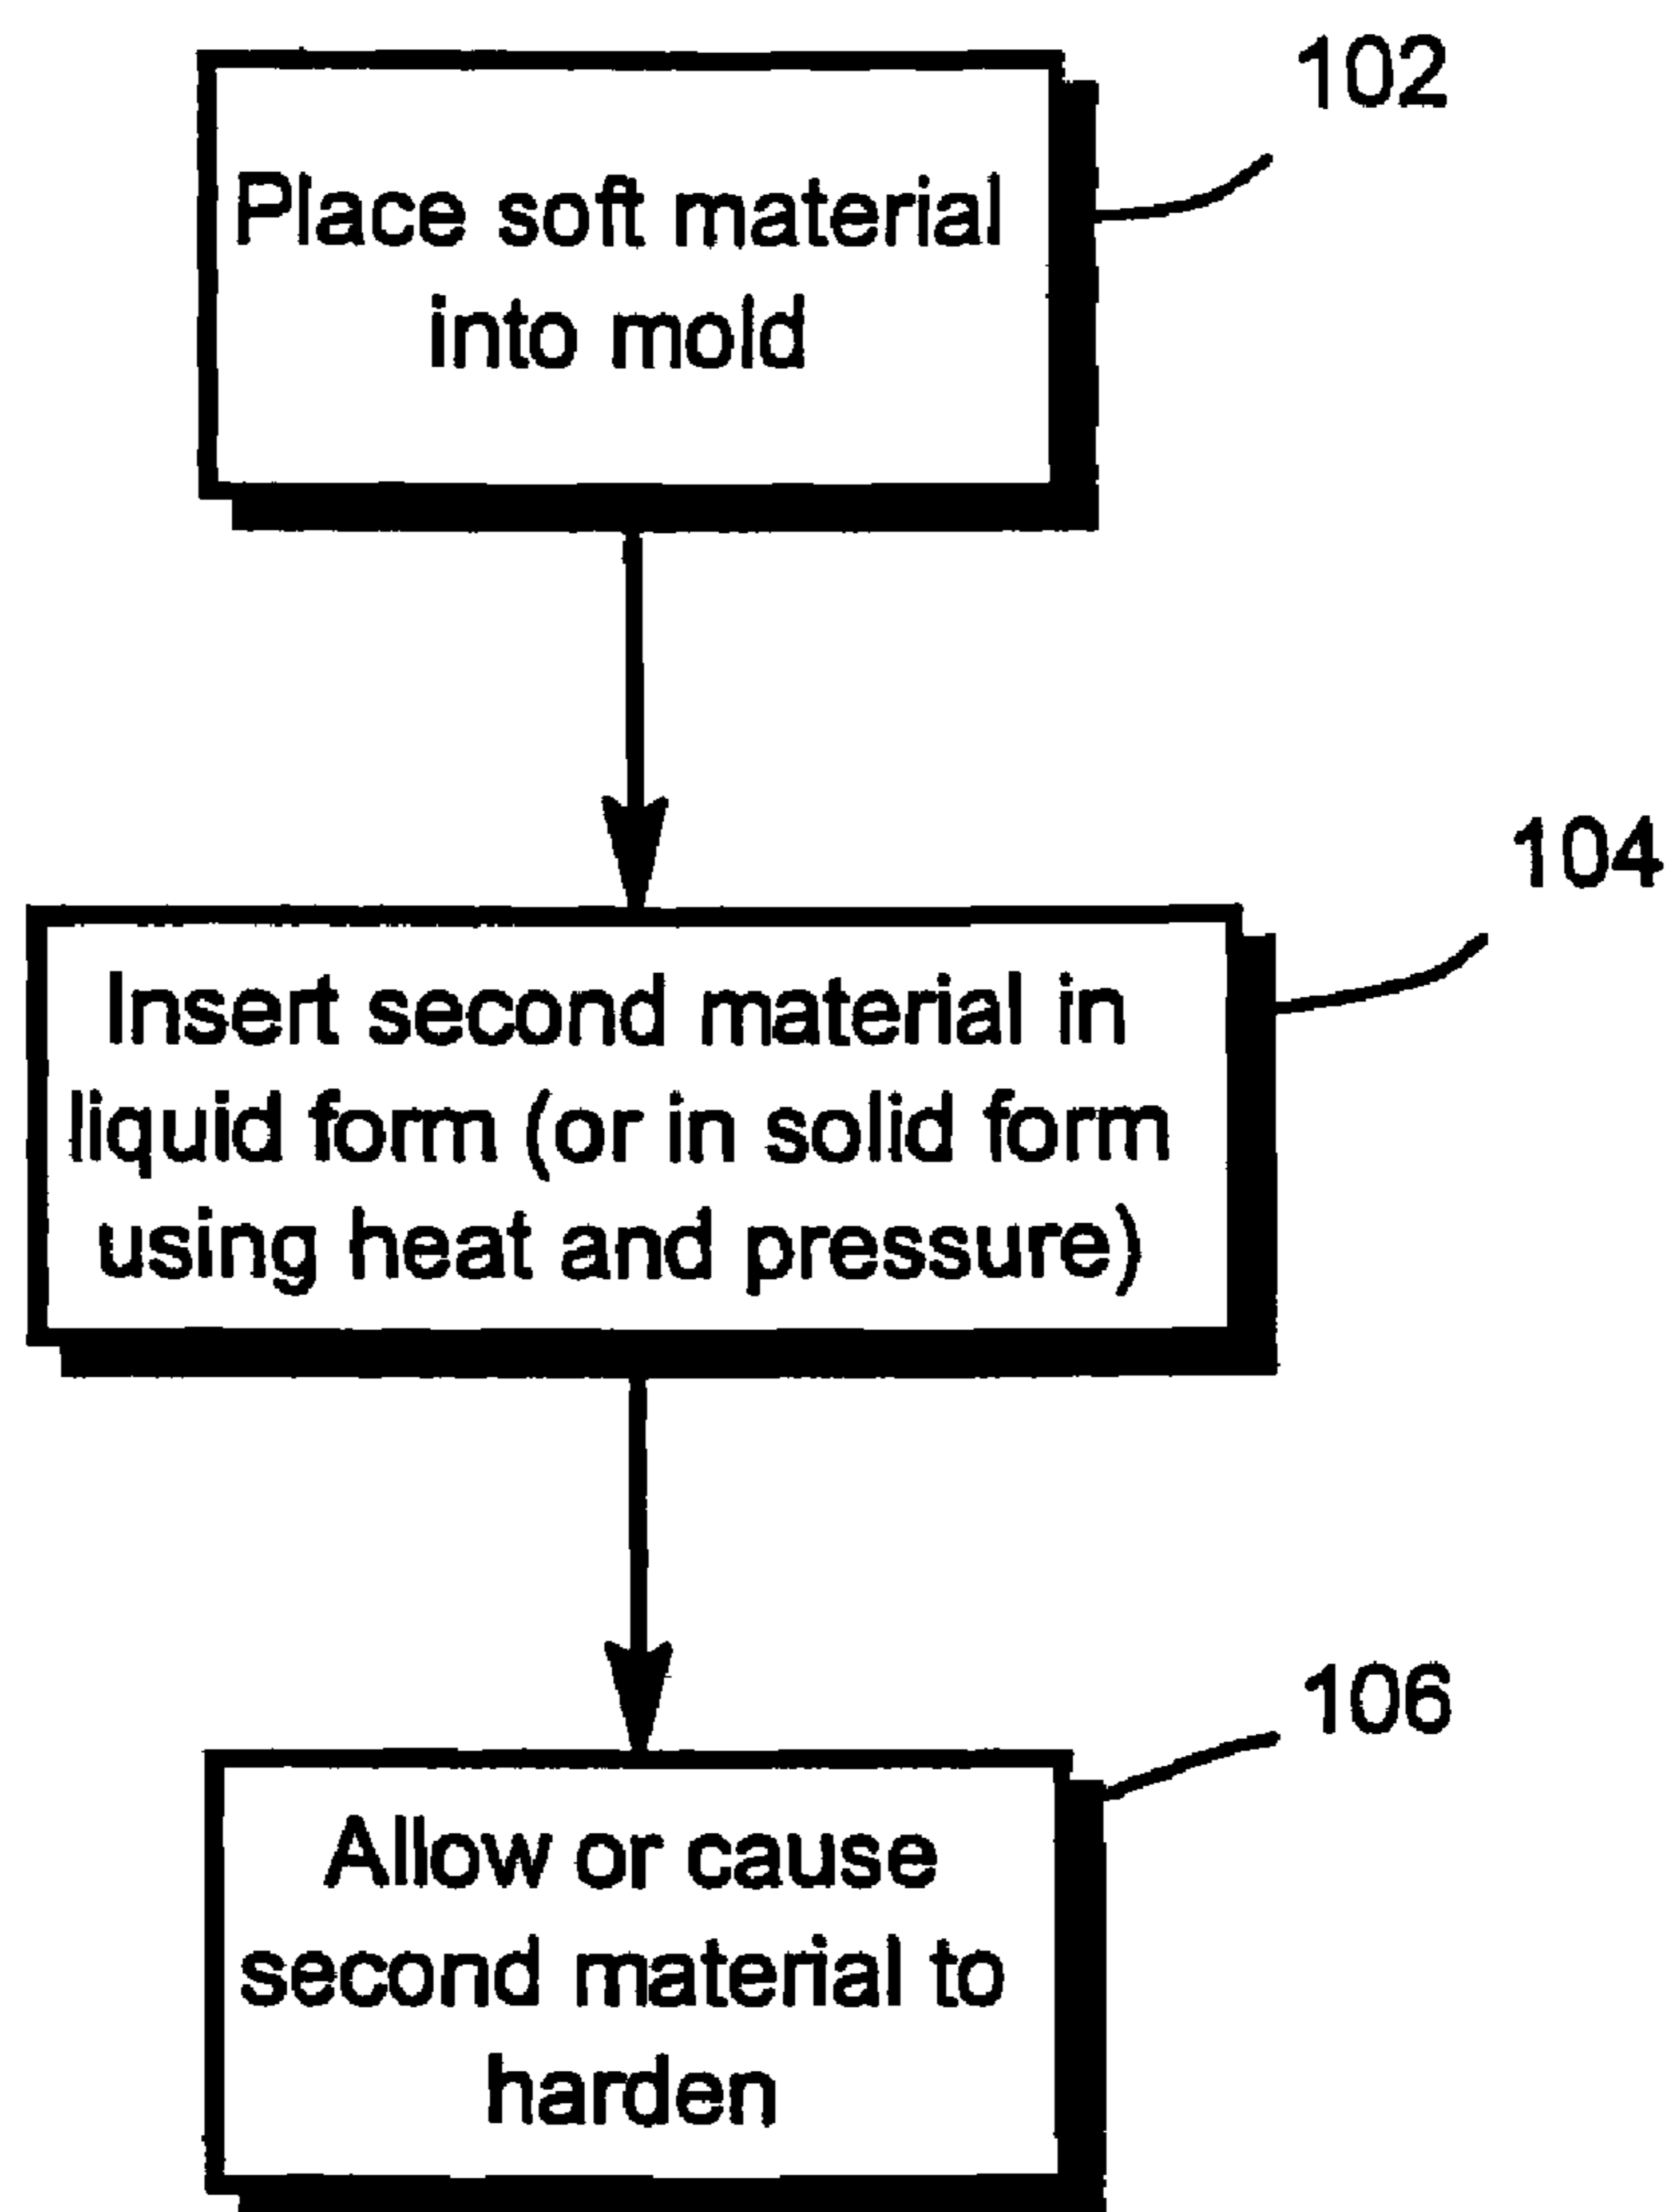 102
Place soft material
into mold
104
Insert second material in
liquid form (or in solid form
using heat and pressure)
106
Allow or cause
second material to
harden